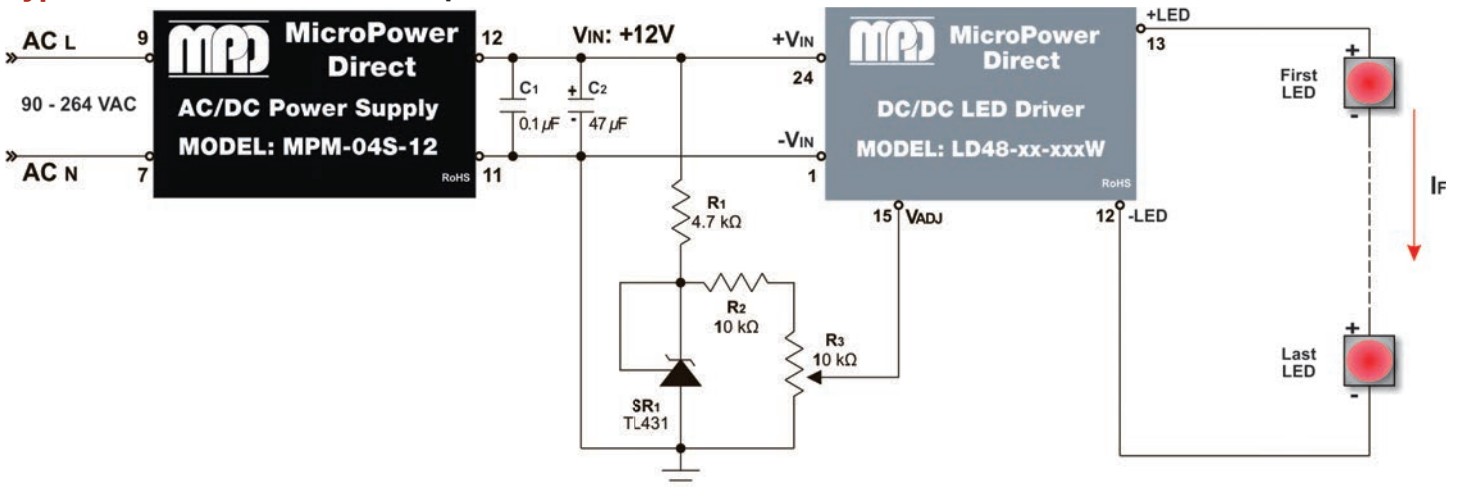 AC L
9
MPD
MicroPower
Direct
AC/DC Power Supply
MODEL: MPM-04S-12
RoHS
90 - 264 VAC
AC N
7
12
11
VIN: +12V
C1
0.1 µF
+
C2
-
47 µF
+VIN
24
-VIN
1
MPD
MicroPower
Direct
DC/DC LED Driver
MODEL: LD48-xx-xxxW
RoHS
+LED
13
15
VADJ
12
-LED
R1
4.7 kΩ
R2
10 kΩ
R3
10 kΩ
SR1
TL431
+
First
LED
-
IF
+
Last
LED
-